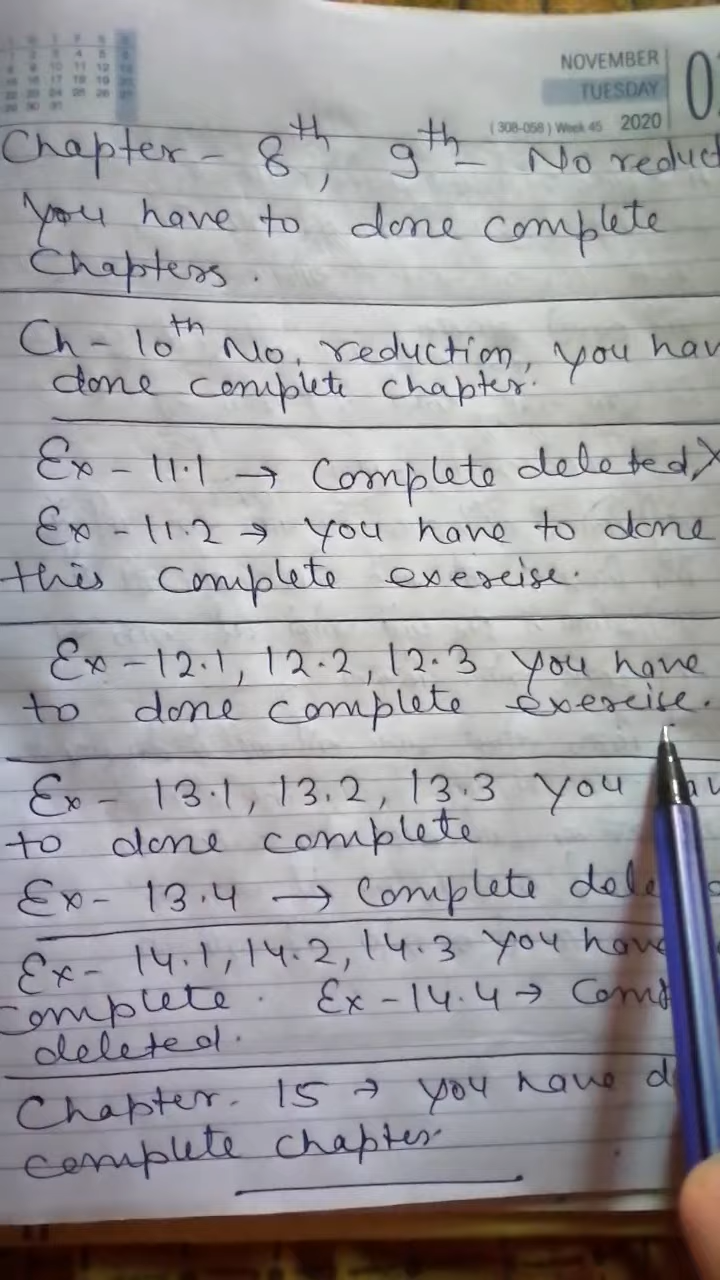 NOVEMBER
TUESDAY
( 308-058 ) Week 45 2020
Chapter - 8th, 9th - No reduct
you have to done complete
Chapters.
Ch - 10th No. reduction, you hav
done complete chapter.
Ex - 11.1 → Complete deleted
Ex - 11.2 → you have to done
this complete exercise.
Ex - 12.1, 12.2, 12.3 you have
to done complete exercise.
Ex - 13.1, 13.2, 13.3 you
to done complete
Ex - 13.4 → Complete dele
Ex - 14.1, 14.2, 14.3 you have
complete. Ex - 14.4 → Comp
deleted.
Chapter. 15 → you have d
complete chapter